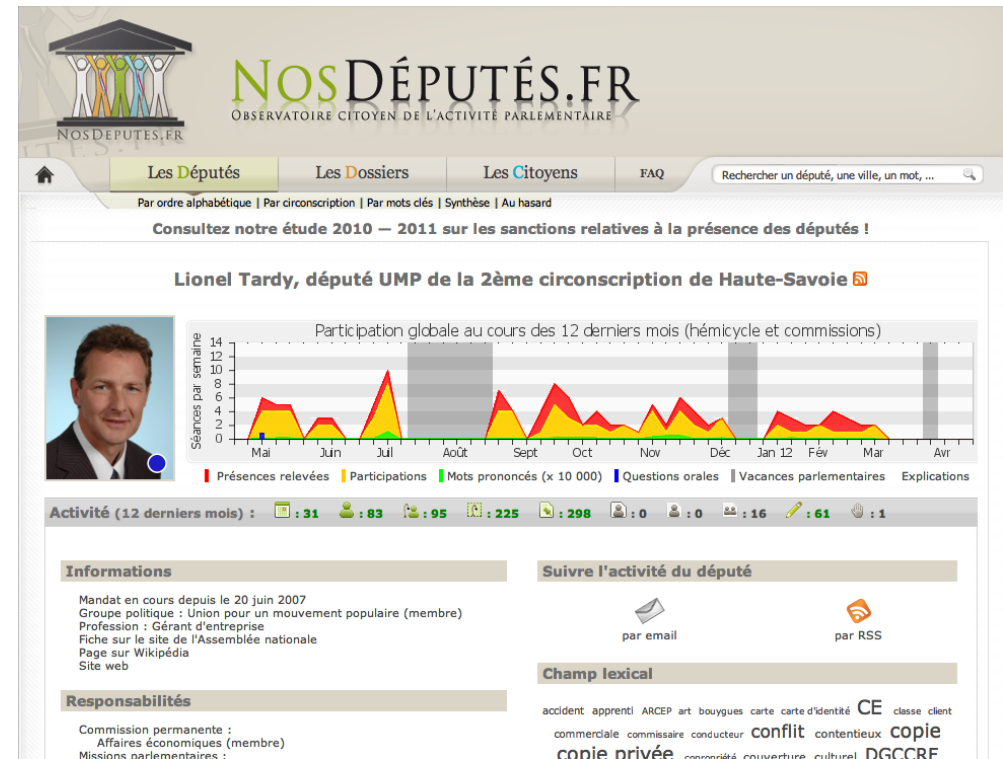 NosDéputés.fr
NosDéputés.fr
Observatoire citoyen de l'activité parlementaire
Les Députés Les Dossiers Les Citoyens FAQ Rechercher un député, une ville, un mot, ...
Par ordre alphabétique | Par circonscription | Par mots clés | Synthèse | Au hasard
Consultez notre étude 2010 — 2011 sur les sanctions relatives à la présence des députés !
Lionel Tardy, député UMP de la 2ème circonscription de Haute-Savoie
Participation globale au cours des 12 derniers mois (hémicycle et commissions)
Séances par semaine
14
12
10
8
6
4
2
0
Mai Juin Juil Août Sept Oct Nov Déc Jan 12 Fév Mar Avr
Présences relevées Participations Mots prononcés (x 10 000) Questions orales Vacances parlementaires Explications
Activité (12 derniers mois) : : 31 : 83 : 95 : 225 : 298 : 0 : 0 : 16 : 61 : 1
Informations
Mandat en cours depuis le 20 juin 2007
Groupe politique : Union pour un mouvement populaire (membre)
Profession : Gérant d'entreprise
Fiche sur le site de l'Assemblée nationale
Page sur Wikipédia
Site web
Responsabilités
Commission permanente :
Affaires économiques (membre)
Missions parlementaires :
Suivre l'activité du député
par email par RSS
Champ lexical
accident apprenti ARCEP art bouygues carte carte d'identité CE classe client
commerciale commissaire conducteur conflit contentieux copie
copie privée copropriété couverture culturel DGCCRF